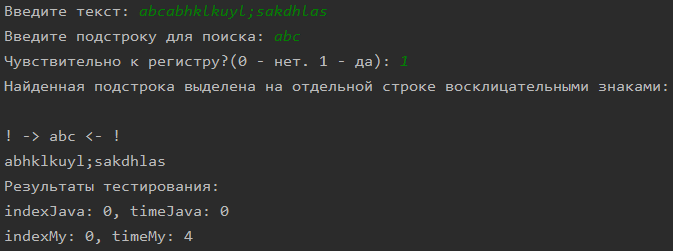 Введите текст: abcabhklkuyl;sakdhlas
Введите подстроку для поиска: abc
Чувствительно к регистру?(0 - нет. 1 - да): 1
Найденная подстрока выделена на отдельной строке восклицательными знаками:
! -> abc <- !
abhklkuyl;sakdhlas
Результаты тестирования:
indexJava: 0, timeJava: 0
indexMy: 0, timeMy: 4